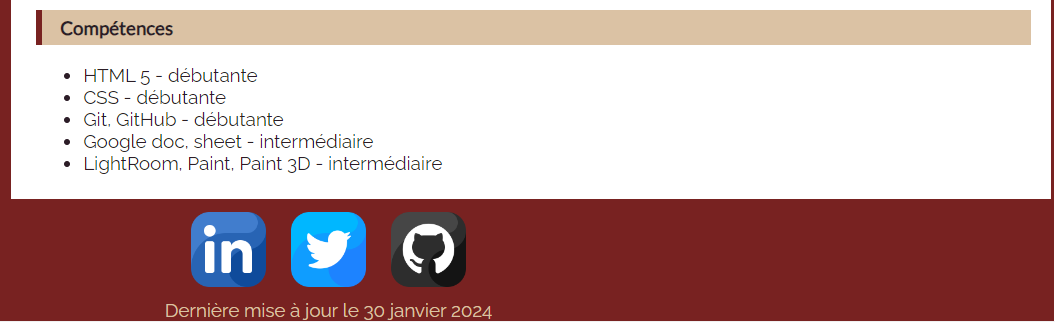 Compétences
HTML 5 - débutante
CSS - débutante
Git, GitHub - débutante
Google doc, sheet - intermédiaire
LightRoom, Paint, Paint 3D - intermédiaire
in
Dernière mise à jour le 30 janvier 2024